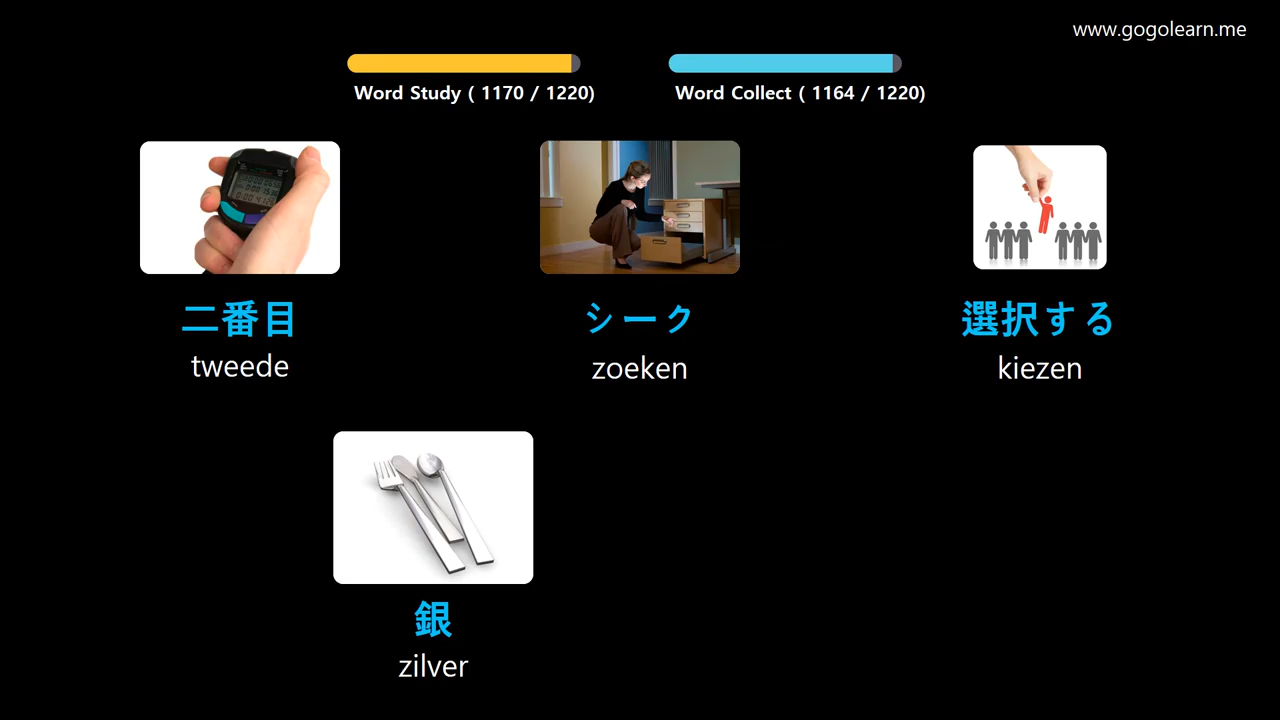 www.gogolearn.me
Word Study ( 1170 / 1220)
Word Collect ( 1164 / 1220)
二番目
tweede
シーク
zoeken
選択する
kiezen
銀
zilver